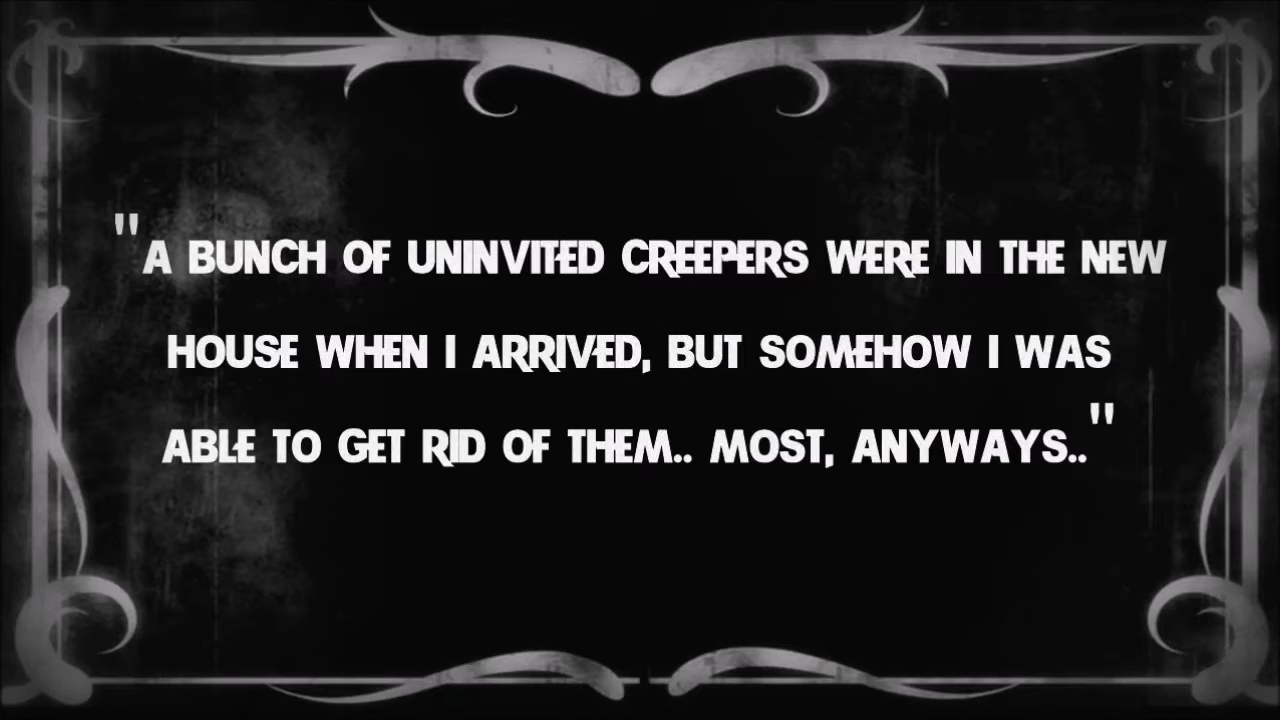 "A BUNCH OF UNINVITED CREEPERS WERE IN THE NEW
HOUSE WHEN I ARRIVED, BUT SOMEHOW I WAS
ABLE TO GET RID OF THEM.. MOST, ANYWAYS.."